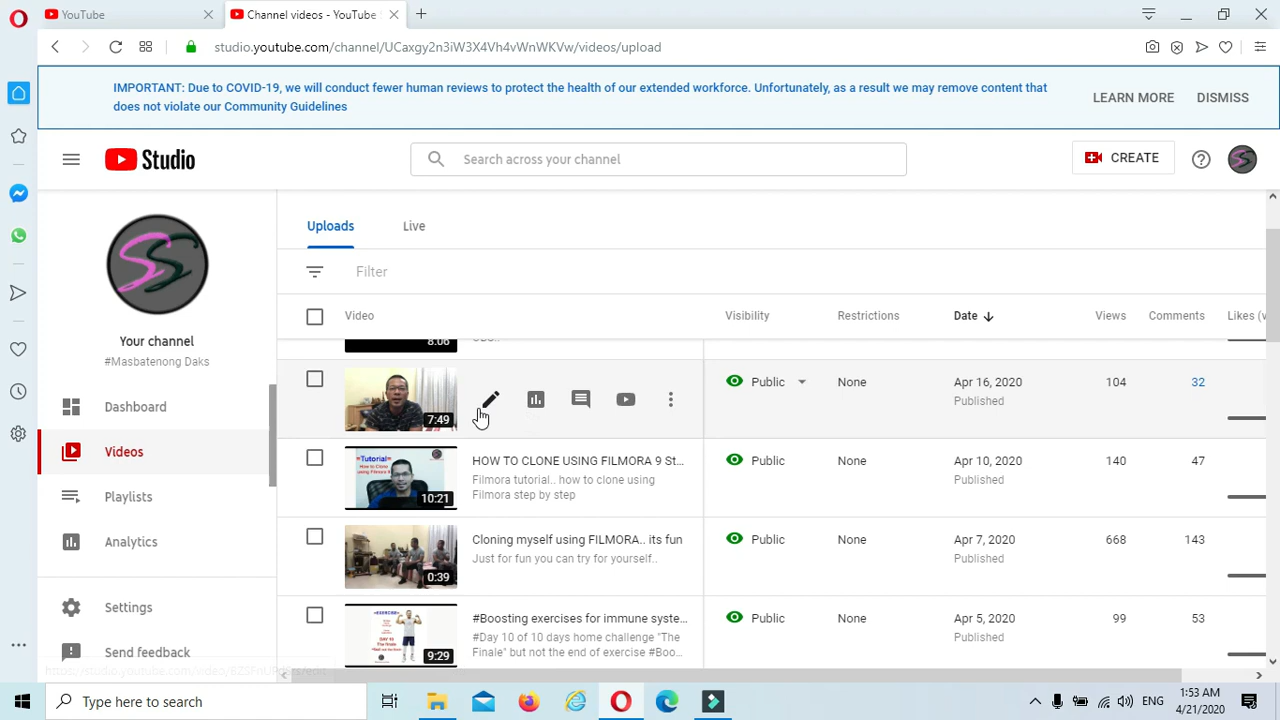 YouTube
Channel videos - YouTube S
studio.youtube.com/channel/UCaxgy2n3iW3X4Vh4vWnWKVw/videos/upload
IMPORTANT: Due to COVID-19, we will conduct fewer human reviews to protect the health of our extended workforce. Unfortunately, as a result we may remove content that
does not violate our Community Guidelines
LEARN MORE
DISMISS
Studio
Search across your channel
CREATE
Your channel
#Masbatenong Daks
Dashboard
Videos
Playlists
Analytics
Settings
Send feedback
Uploads
Live
Filter
Video
Visibility
Restrictions
Date
Views
Comments
Likes (v
8:06
7:49
Public
None
Apr 16, 2020
Published
104
32
10:21
HOW TO CLONE USING FILMORA 9 St...
Filmora tutorial.. how to clone using
Filmora step by step
Public
None
Apr 10, 2020
Published
140
47
0:39
Cloning myself using FILMORA.. its fun
Just for fun you can try for yourself..
Public
None
Apr 7, 2020
Published
668
143
9:29
#Boosting exercises for immune syste...
#Day 10 of 10 days home challenge "The
Finale" but not the end of exercise #Boo...
Public
None
Apr 5, 2020
Published
99
53
Type here to search
ENG
1:53 AM
4/21/2020